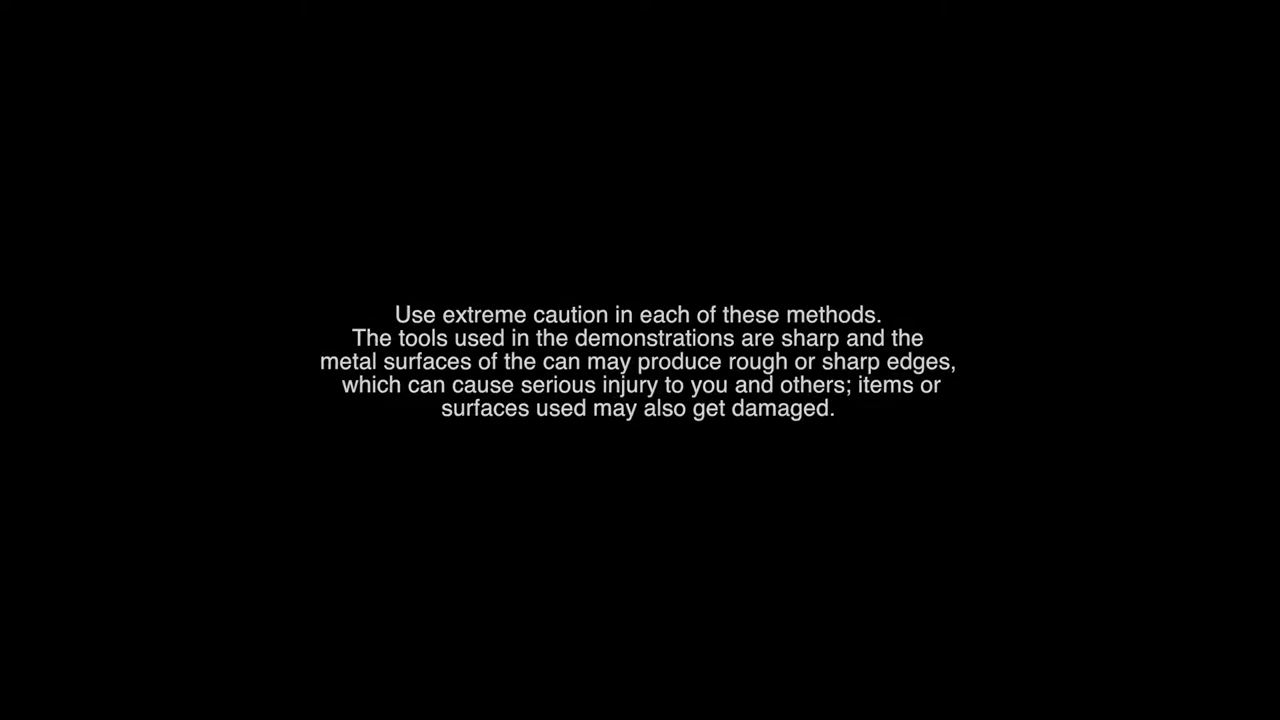 Use extreme caution in each of these methods.
The tools used in the demonstrations are sharp and the
metal surfaces of the can may produce rough or sharp edges,
which can cause serious injury to you and others; items or
surfaces used may also get damaged.